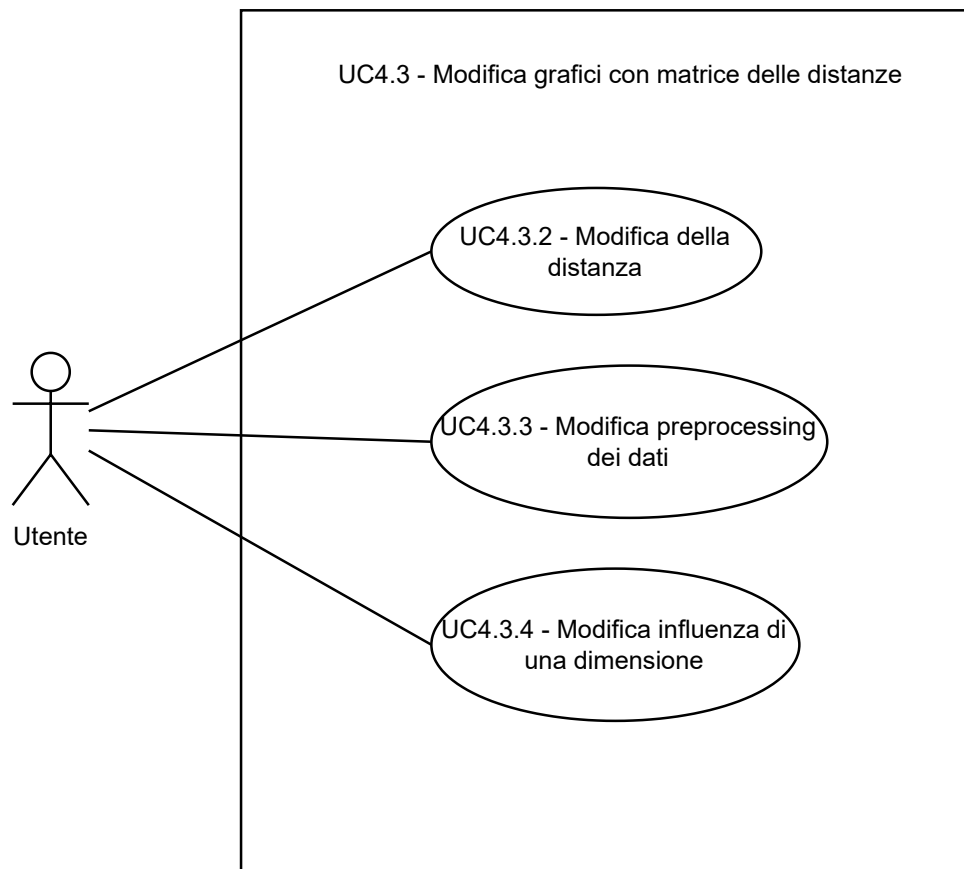 UC4.3 - Modifica grafici con matrice delle distanze
UC4.3.2 - Modifica della
distanza
UC4.3.3 - Modifica preprocessing
dei dati
Utente
UC4.3.4 - Modifica influenza di
una dimensione